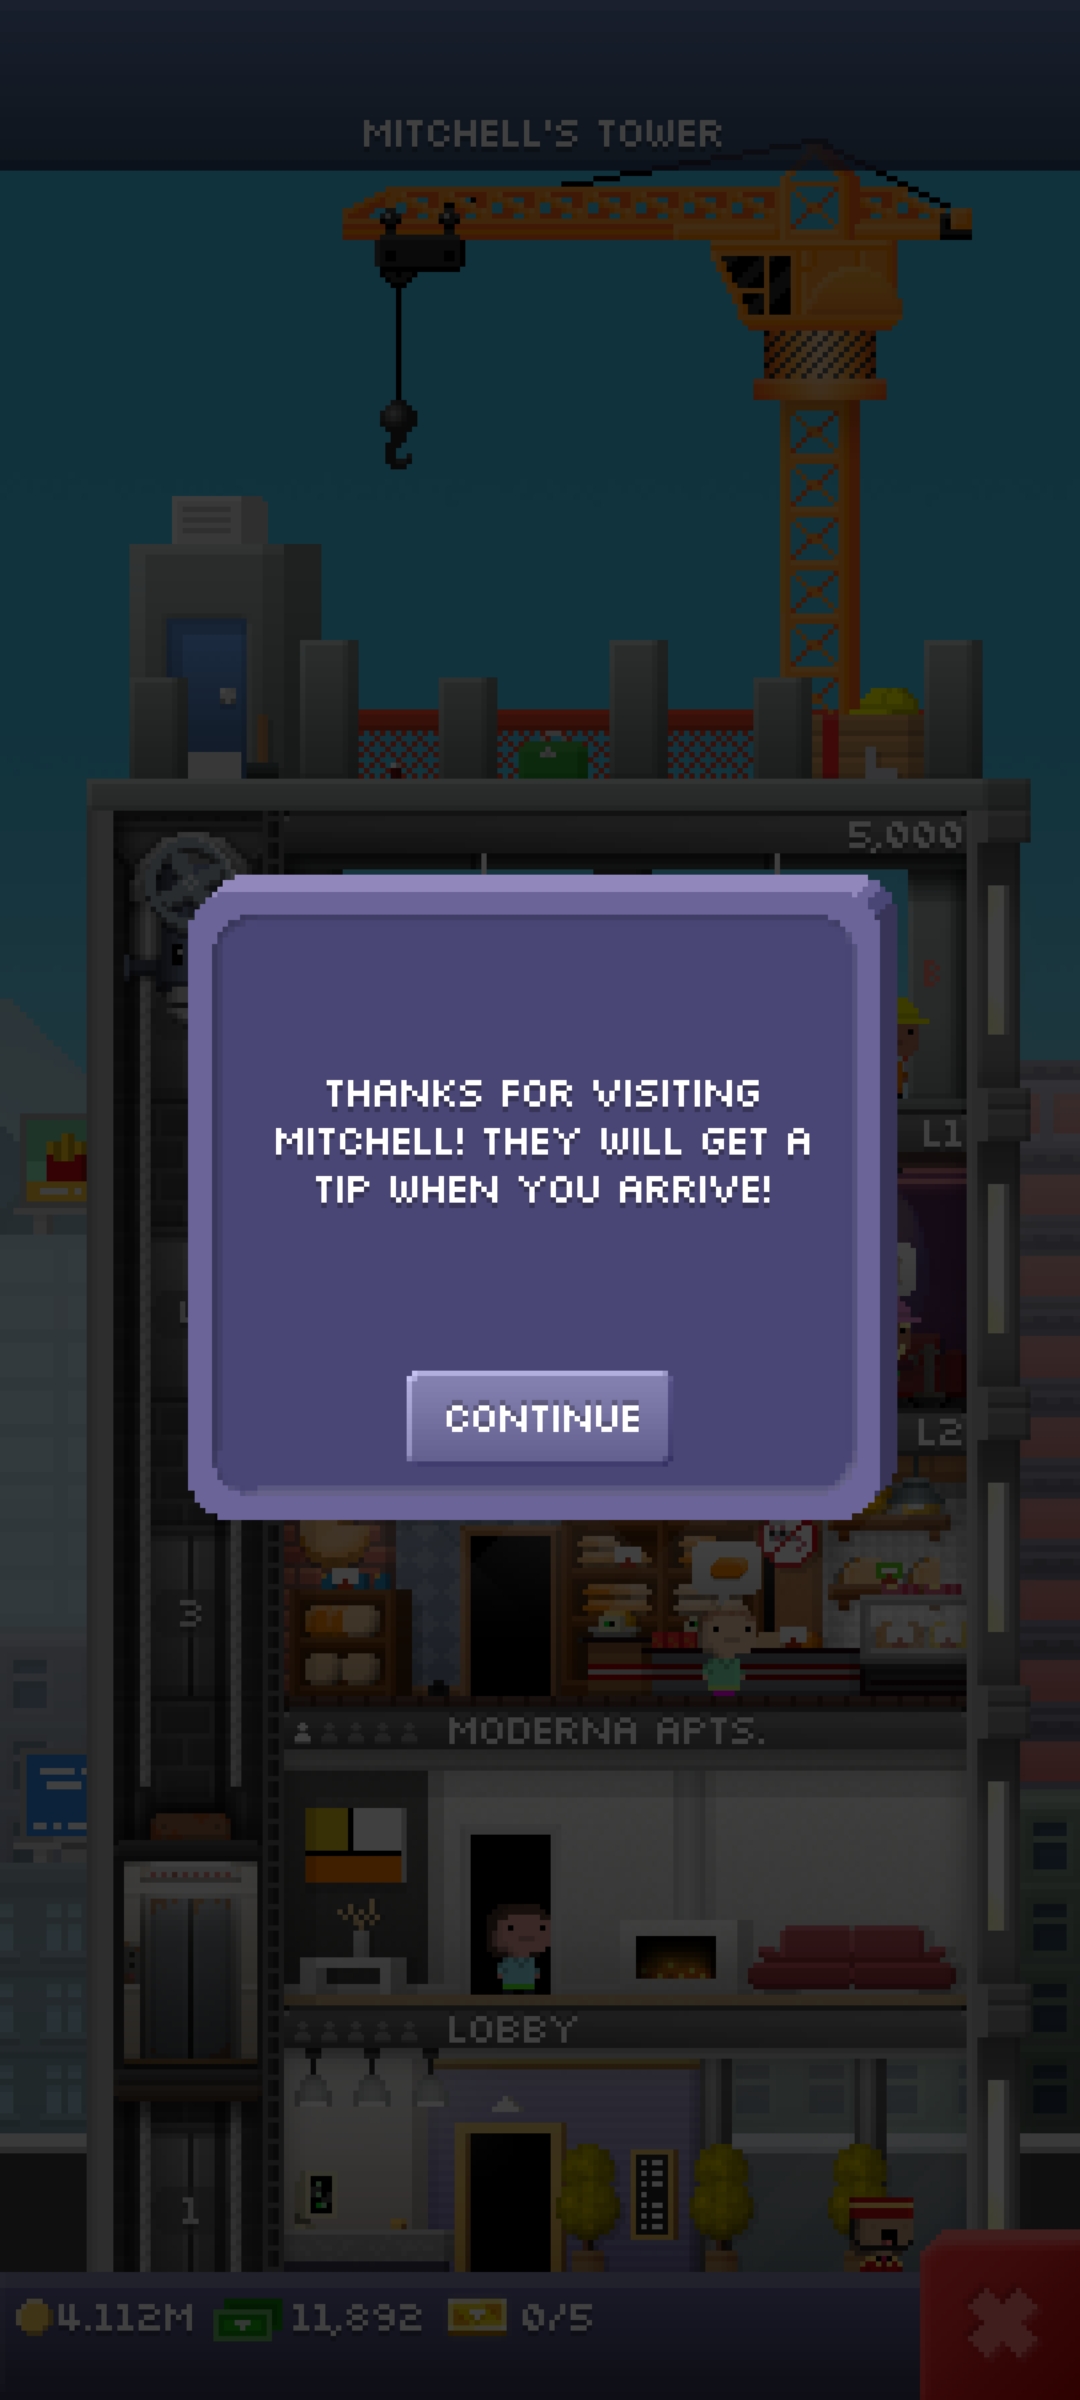 MITCHELL'S TOWER
5,000
L1
L2
THANKS FOR VISITING
MITCHELL! THEY WILL GET A
TIP WHEN YOU ARRIVE!
CONTINUE
3
MODERNA APTS.
LOBBY
1
4.112M 11,892 0/5